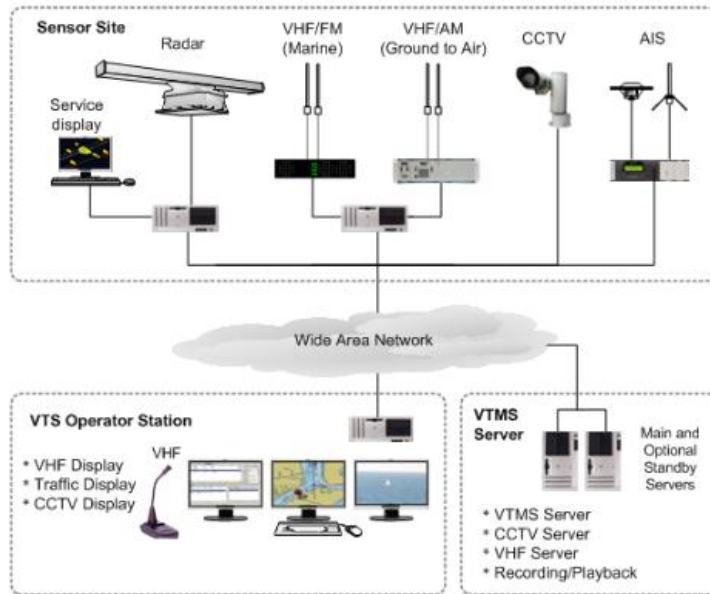 Sensor Site
Radar
VHF/FM
(Marine)
VHF/AM
(Ground to Air)
CCTV
AIS
Service
display
Wide Area Network
VTS Operator Station
VHF
* VHF Display
* Traffic Display
* CCTV Display
VTMS
Server
Main and
Optional
Standby
Servers
* VTMS Server
* CCTV Server
* VHF Server
* Recording/Playback